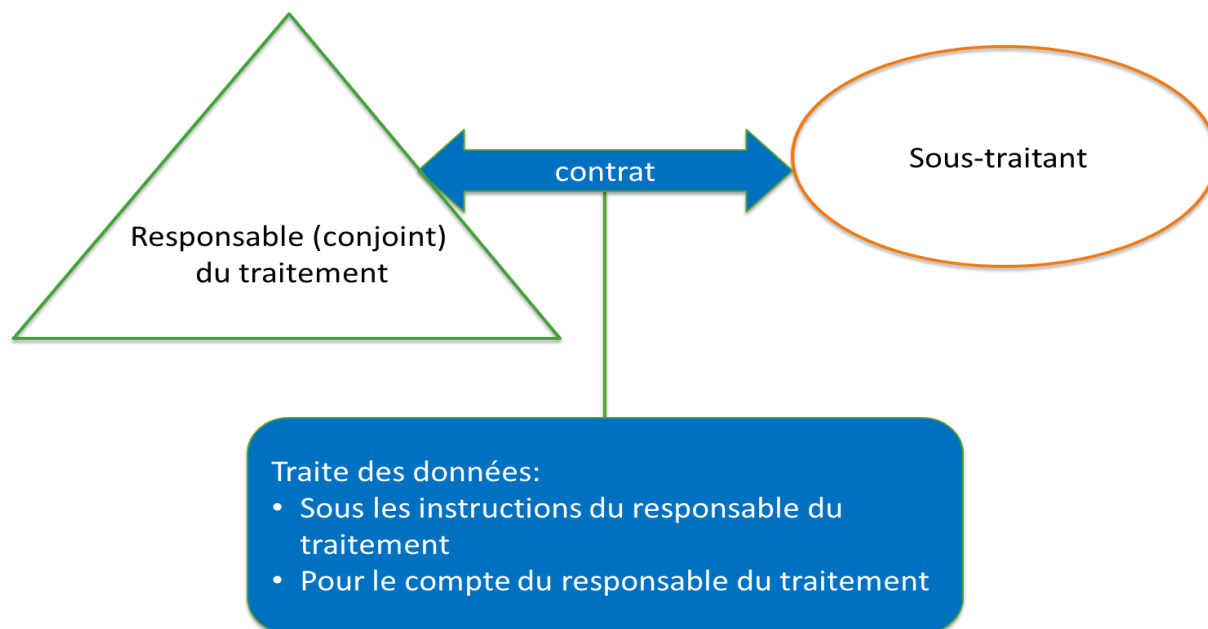 contrat
Sous-traitant
Responsable (conjoint)
du traitement
Traite des données:
• Sous les instructions du responsable du
traitement
• Pour le compte du responsable du traitement